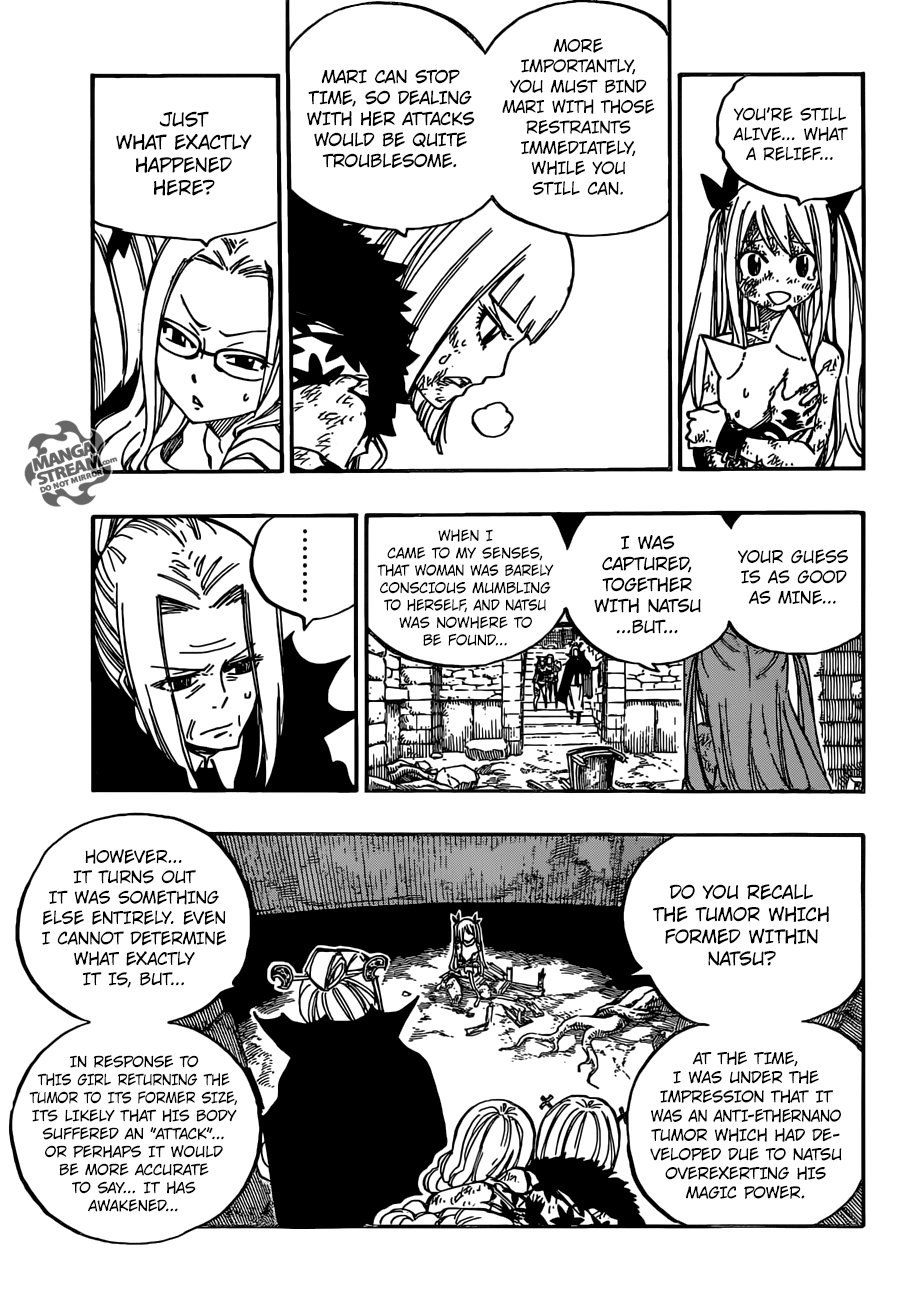 YOU'RE STILL
ALIVE... WHAT
A RELIEF...
MORE
IMPORTANTLY,
YOU MUST BIND
MARI WITH THOSE
RESTRAINTS
IMMEDIATELY,
WHILE YOU
STILL CAN.
MARI CAN STOP
TIME, SO DEALING
WITH HER ATTACKS
WOULD BE QUITE
TROUBLESOME.
JUST
WHAT EXACTLY
HAPPENED
HERE?
MANGA
STREAM.com
DO NOT MIRROR
YOUR GUESS
IS AS GOOD
AS MINE...
I WAS
CAPTURED,
TOGETHER
WITH NATSU
...BUT...
WHEN I
CAME TO MY SENSES,
THAT WOMAN WAS BARELY
CONSCIOUS MUMBLING
TO HERSELF, AND NATSU
WAS NOWHERE TO
BE FOUND...
.........
DO YOU RECALL
THE TUMOR WHICH
FORMED WITHIN
NATSU?
AT THE TIME,
I WAS UNDER THE
IMPRESSION THAT IT
WAS AN ANTI-ETHERNANO
TUMOR WHICH HAD DE-
VELOPED DUE TO NATSU
OVEREXERTING HIS
MAGIC POWER.
HOWEVER...
IT TURNS OUT
IT WAS SOMETHING
ELSE ENTIRELY. EVEN
I CANNOT DETERMINE
WHAT EXACTLY
IT IS, BUT...
IN RESPONSE TO
THIS GIRL RETURNING THE
TUMOR TO ITS FORMER SIZE,
ITS LIKELY THAT HIS BODY
SUFFERED AN "ATTACK"...
OR PERHAPS IT WOULD
BE MORE ACCURATE
TO SAY... IT HAS
AWAKENED...